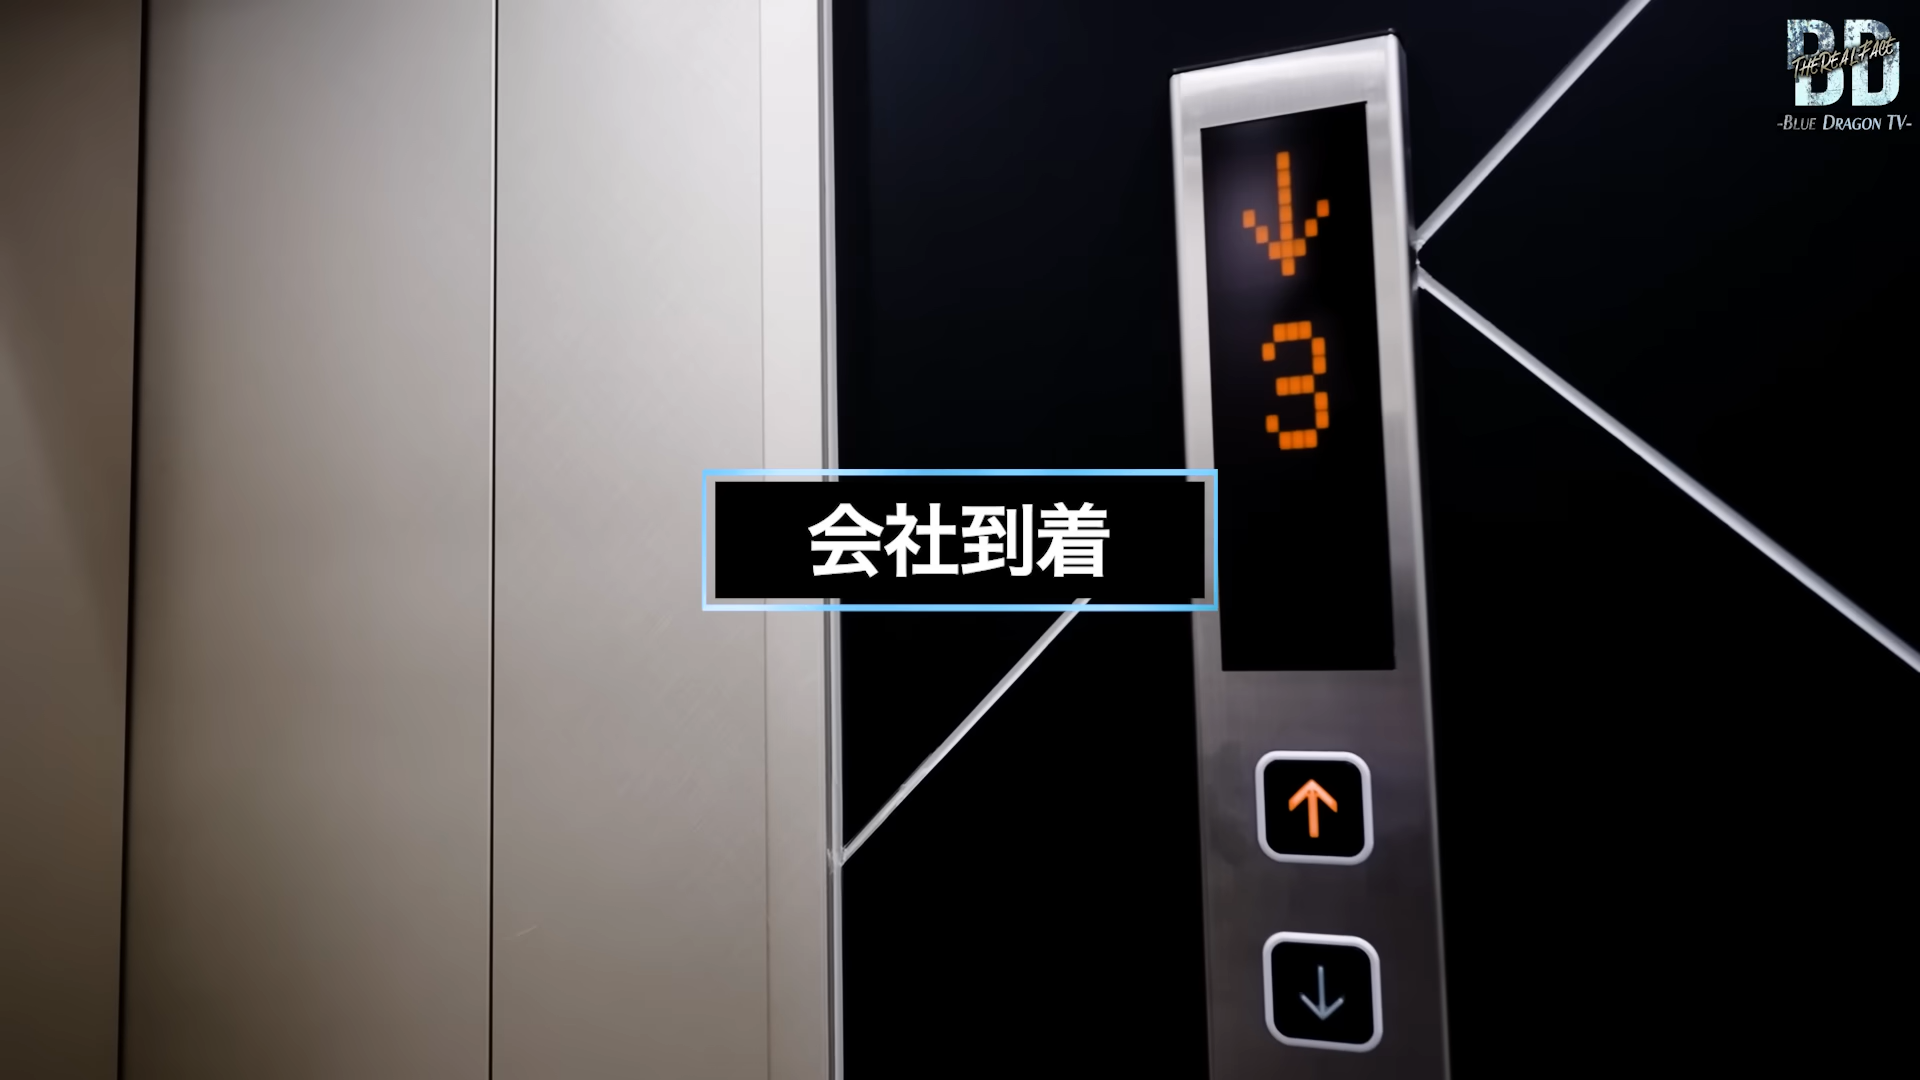 BD
THE REAL FACE
-BLUE DRAGON TV-
↓
3
会社到着
↑
↓